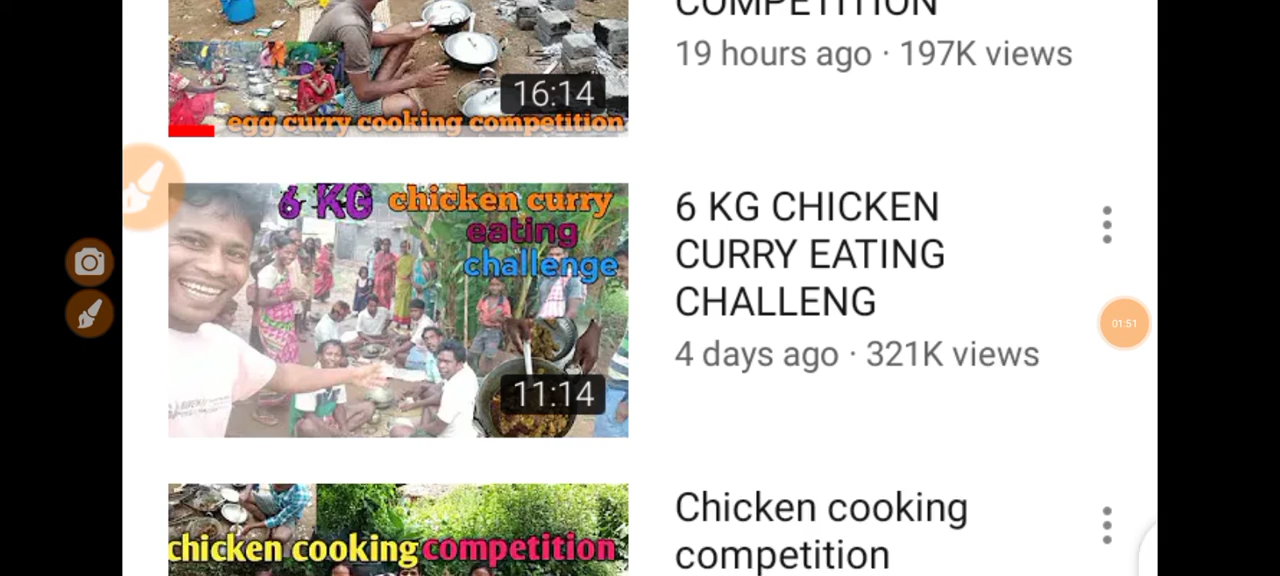 COMPETITION
19 hours ago · 197K views
16:14
egg curry cooking competition
6 KG chicken curry
eating
challenge
11:14
6 KG CHICKEN
CURRY EATING
CHALLENG
4 days ago · 321K views
01:51
chicken cooking competition
Chicken cooking
competition